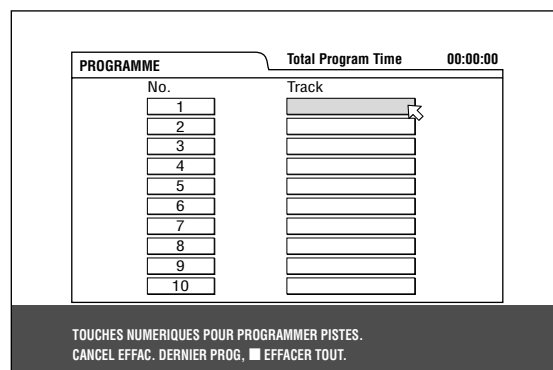 PROGRAMME Total Program Time 00:00:00
No. Track
1
2
3
4
5
6
7
8
9
10
TOUCHES NUMERIQUES POUR PROGRAMMER PISTES.
CANCEL EFFAC. DERNIER PROG, ■ EFFACER TOUT.